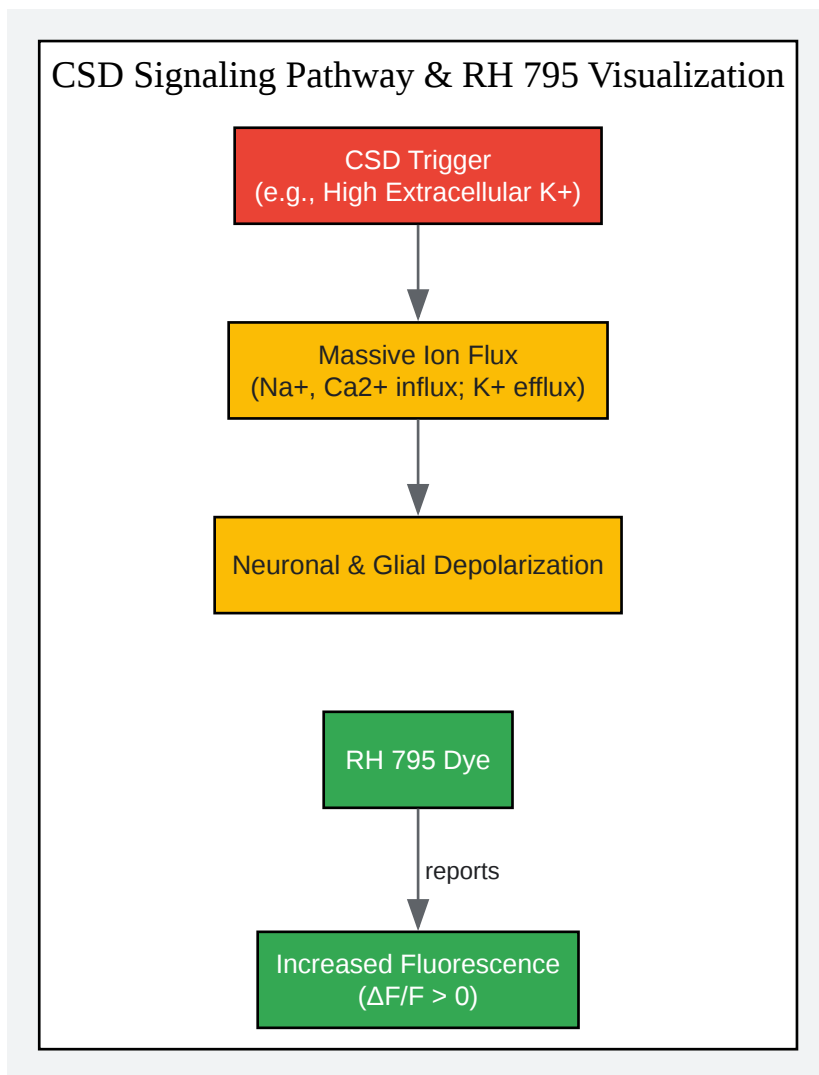 CSD Signaling Pathway & RH 795 Visualization
CSD Trigger
(e.g., High Extracellular K+)
Massive Ion Flux
(Na+, Ca2+ influx; K+ efflux)
Neuronal & Glial Depolarization
RH 795 Dye
reports
Increased Fluorescence
(ΔF/F > 0)